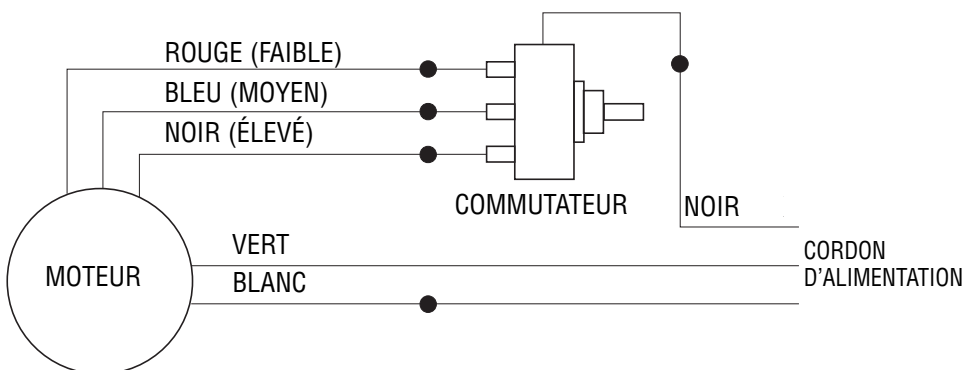 ROUGE (FAIBLE)
BLEU (MOYEN)
NOIR (ÉLEVÉ)
COMMUTATEUR
NOIR
VERT
CORDON
D'ALIMENTATION
MOTEUR
BLANC